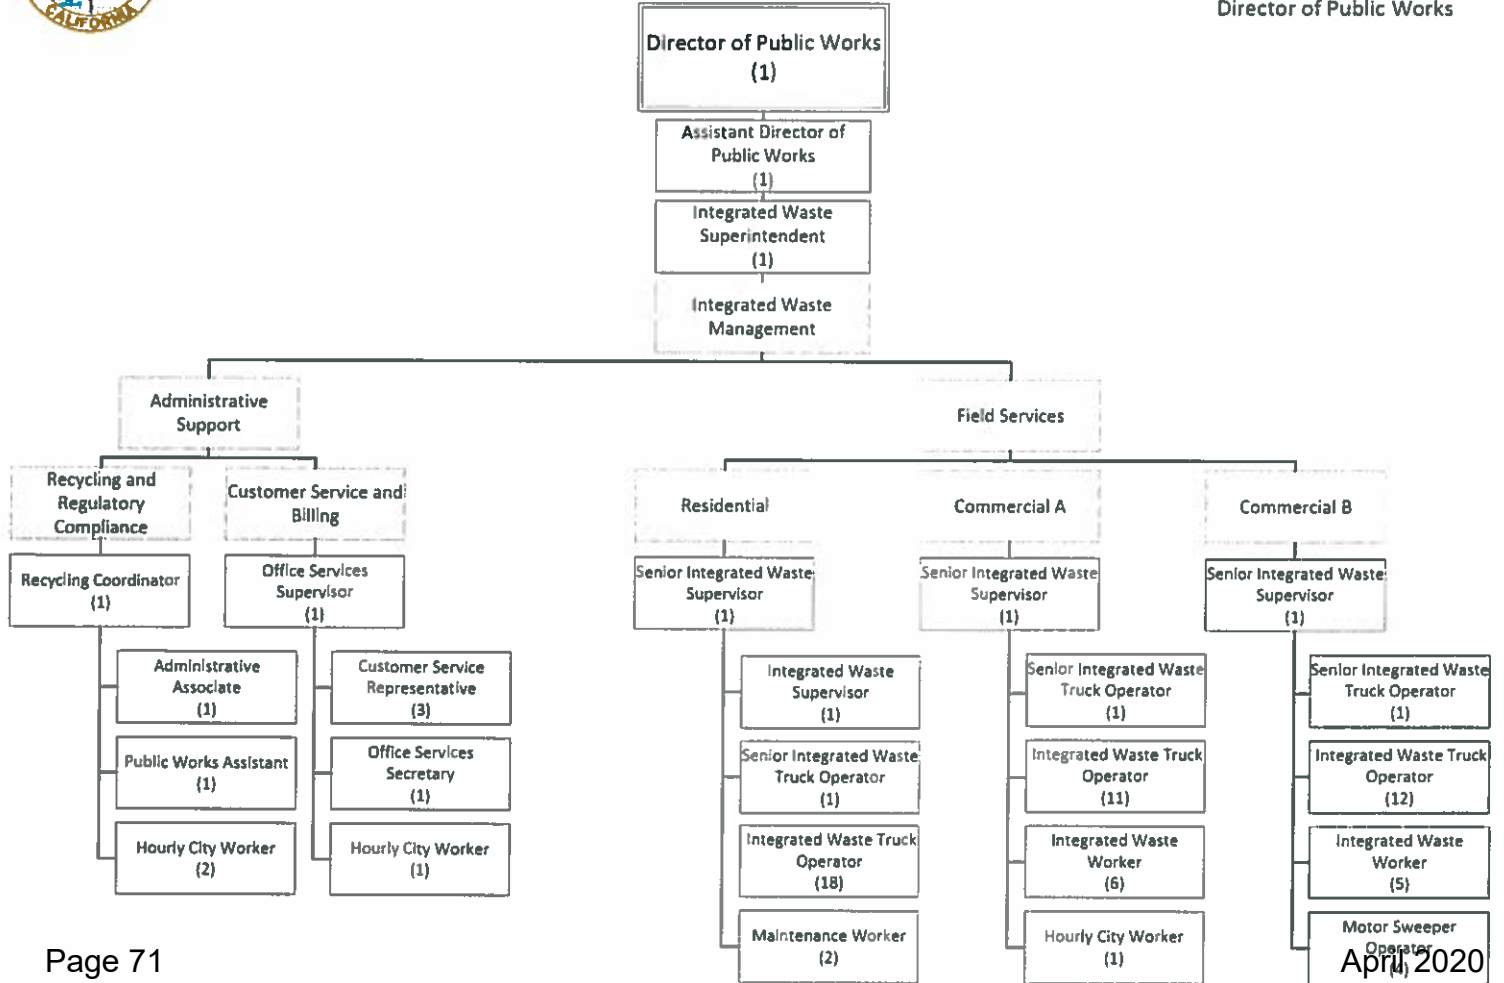 CALIFORNIA
Director of Public Works
Director of Public Works
(1)
Assistant Director of
Public Works
(1)
Integrated Waste
Superintendent
(1)
Integrated Waste
Management
Administrative
Support
Field Services
Recycling and
Regulatory
Compliance
Customer Service and
Billing
Residential
Commercial A
Commercial B
Recycling Coordinator
(1)
Office Services
Supervisor
(1)
Senior Integrated Waste
Supervisor
(1)
Senior Integrated Waste
Supervisor
(1)
Senior Integrated Waste
Supervisor
(1)
Administrative
Associate
(1)
Customer Service
Representative
(3)
Integrated Waste
Supervisor
(1)
Senior Integrated Waste
Truck Operator
(1)
Senior Integrated Waste
Truck Operator
(1)
Public Works Assistant
(1)
Office Services
Secretary
(1)
Senior Integrated Waste
Truck Operator
(1)
Integrated Waste Truck
Operator
(11)
Integrated Waste Truck
Operator
(12)
Hourly City Worker
(2)
Hourly City Worker
(1)
Integrated Waste Truck
Operator
(18)
Integrated Waste
Worker
(6)
Integrated Waste
Worker
(5)
Maintenance Worker
(2)
Hourly City Worker
(1)
Motor Sweeper
Operator
(4)
Page 71
April 2020